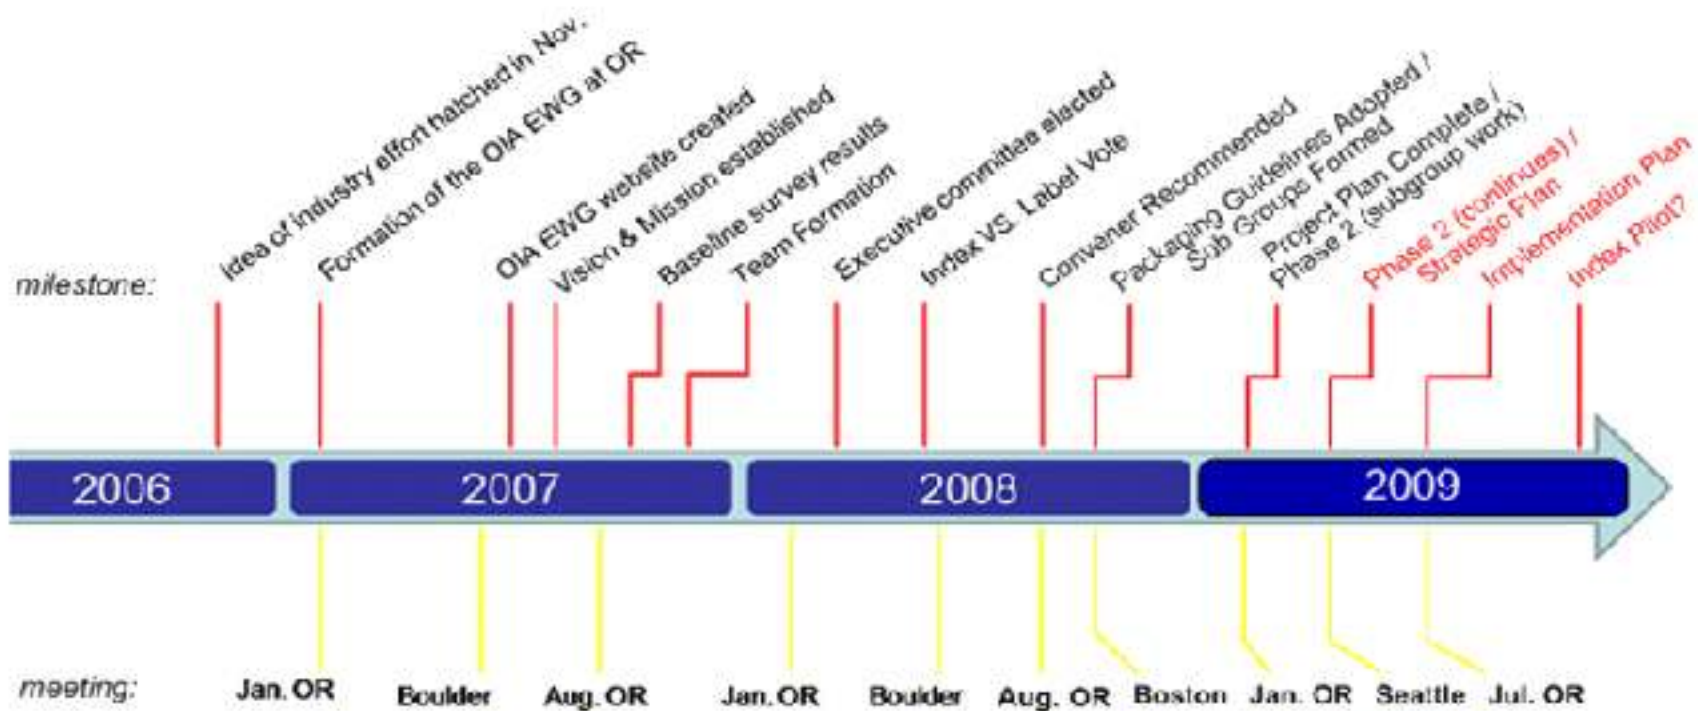 Idea of industry effort hatched in Nov.
Formation of the OIA EWG at OR
OIA EWG website created
Vision & Mission established
Baseline survey results
Team Formation
Executive committee elected
Index VS. Label Vote
Convener Recommended
Packaging Guidelines Adopted /
Sub Groups Formed
Project Plan Complete /
Phase 2 (subgroup work)
Phase 2 (continues) /
Strategic Plan
Implementation Plan
Index Pilot?
milestone:
2006
2007
2008
2009
meeting:
Jan. OR
Boulder
Aug. OR
Jan. OR
Boulder
Aug. OR
Boston
Jan. OR
Seattle
Jul. OR